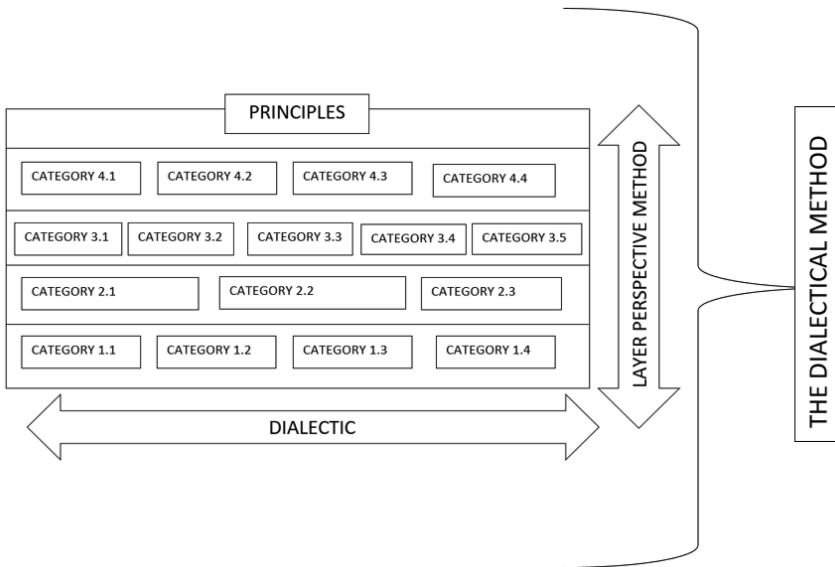 PRINCIPLES
CATEGORY 4.1
CATEGORY 4.2
CATEGORY 4.3
CATEGORY 4.4
CATEGORY 3.1
CATEGORY 3.2
CATEGORY 3.3
CATEGORY 3.4
CATEGORY 3.5
CATEGORY 2.1
CATEGORY 2.2
CATEGORY 2.3
CATEGORY 1.1
CATEGORY 1.2
CATEGORY 1.3
CATEGORY 1.4
DIALECTIC
LAYER PERSPECTIVE METHOD
THE DIALECTICAL METHOD